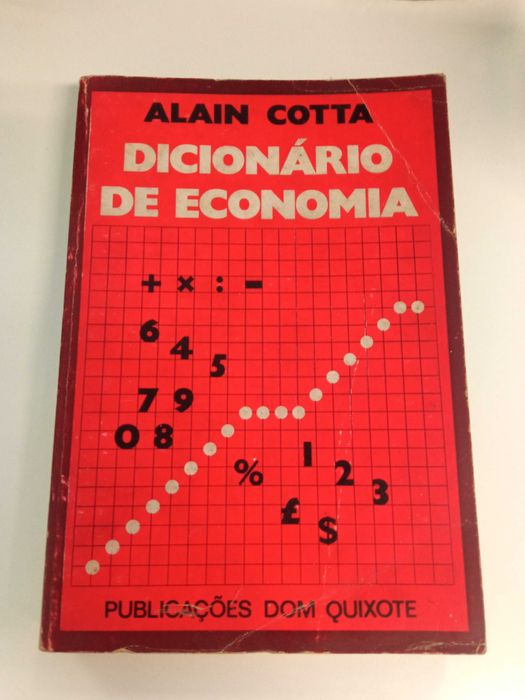 ALAIN COTTA
DICIONÁRIO
DE ECONOMIA
+ × : -
6
4
5
7 9
0 8
%
1
2
3
£
$
PUBLICAÇÕES DOM QUIXOTE